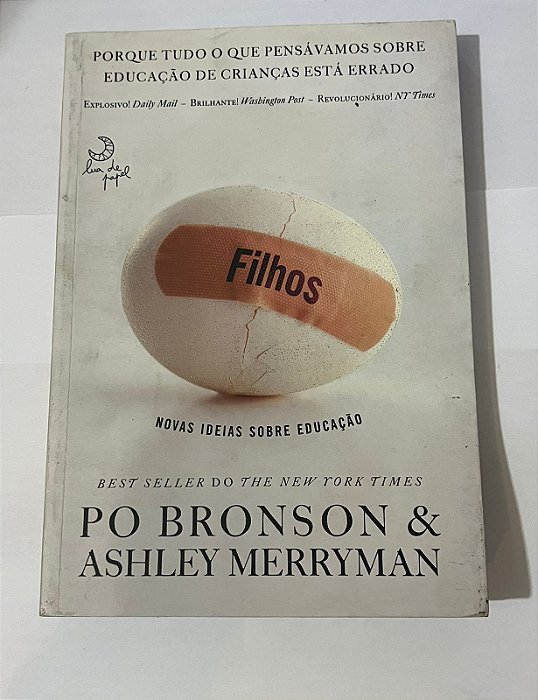 PORQUE TUDO O QUE PENSÁVAMOS SOBRE
EDUCAÇÃO DE CRIANÇAS ESTÁ ERRADO
EXPLOSIVO! Daily Mail – BRILHANTE! Washington Post – REVOLUCIONÁRIO! NY Times
lua de
papel
Filhos
NOVAS IDEIAS SOBRE EDUCAÇÃO
BEST SELLER DO THE NEW YORK TIMES
PO BRONSON &
ASHLEY MERRYMAN